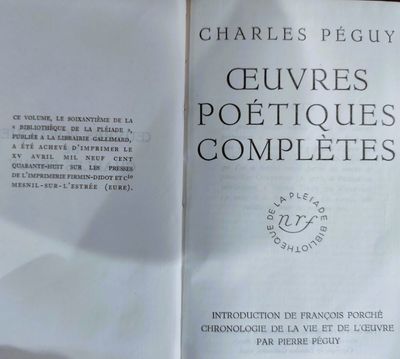 CE VOLUME, LE SOIXANTIÈME DE LA
« BIBLIOTHÈQUE DE LA PLÉIADE »,
PUBLIÉE A LA LIBRAIRIE GALLIMARD,
A ÉTÉ ACHEVÉ D'IMPRIMER LE
XV AVRIL MIL NEUF CENT
QUARANTE-HUIT SUR LES PRESSES
DE L'IMPRIMERIE FIRMIN-DIDOT ET Cie
MESNIL-SUR-L'ESTRÉE (EURE).
CHARLES PÉGUY
ŒUVRES
POÉTIQUES
COMPLÈTES
BIBLIOTHÈQUE DE LA PLEIADE
nrf
INTRODUCTION DE FRANÇOIS PORCHÉ
CHRONOLOGIE DE LA VIE ET DE L'ŒUVRE
PAR PIERRE PÉGUY